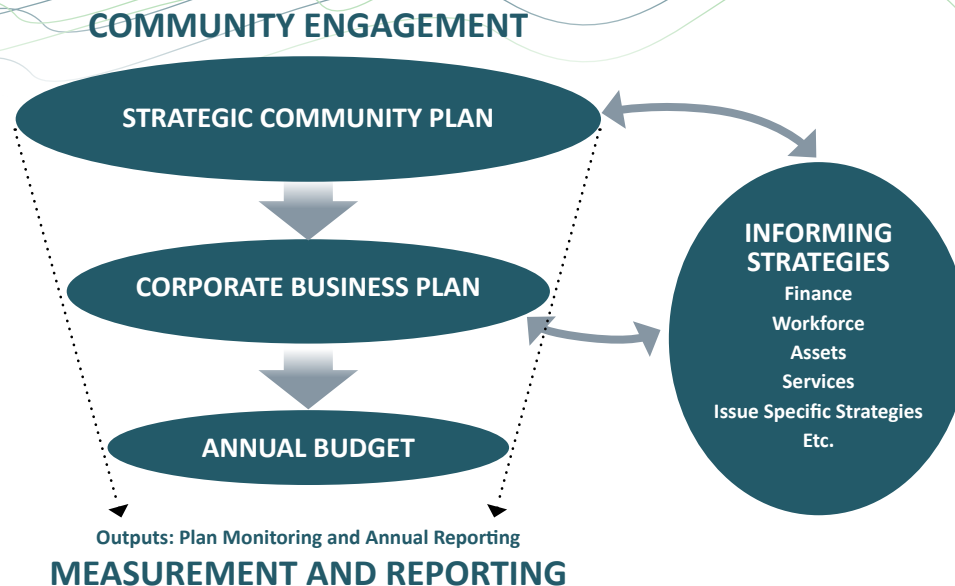 COMMUNITY ENGAGEMENT
STRATEGIC COMMUNITY PLAN
CORPORATE BUSINESS PLAN
ANNUAL BUDGET
INFORMING
STRATEGIES
Finance
Workforce
Assets
Services
Issue Specific Strategies
Etc.
Outputs: Plan Monitoring and Annual Reporting
MEASUREMENT AND REPORTING